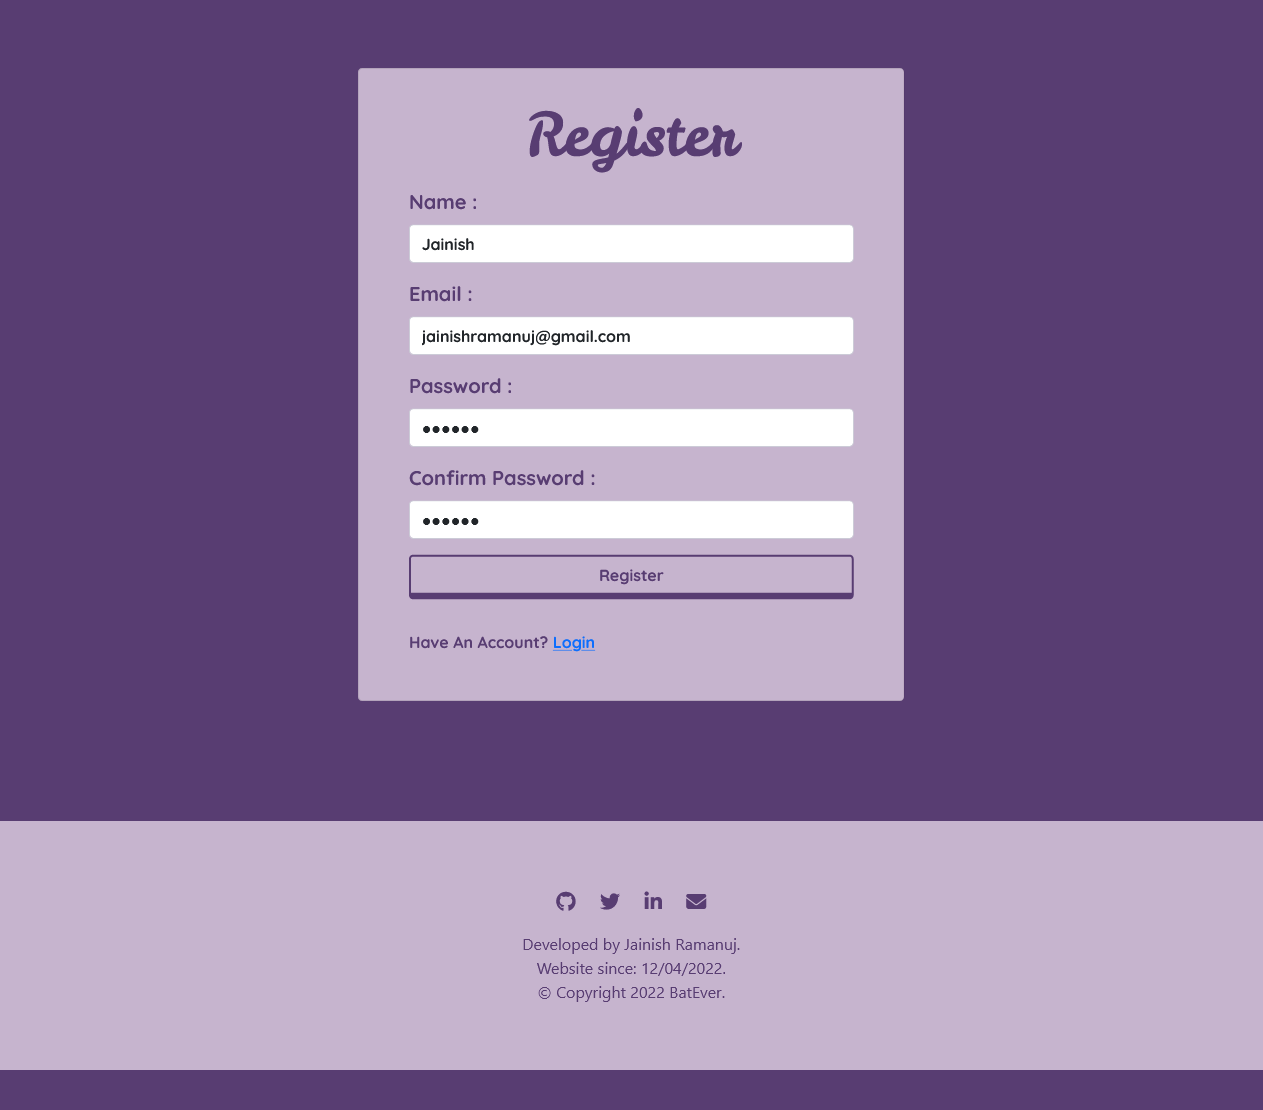 Register
Name :
Jainish
Email :
jainishramanuj@gmail.com
Password :
••••••
Confirm Password :
••••••
Register
Have An Account? Login
Developed by Jainish Ramanuj.
Website since: 12/04/2022.
© Copyright 2022 BatEver.